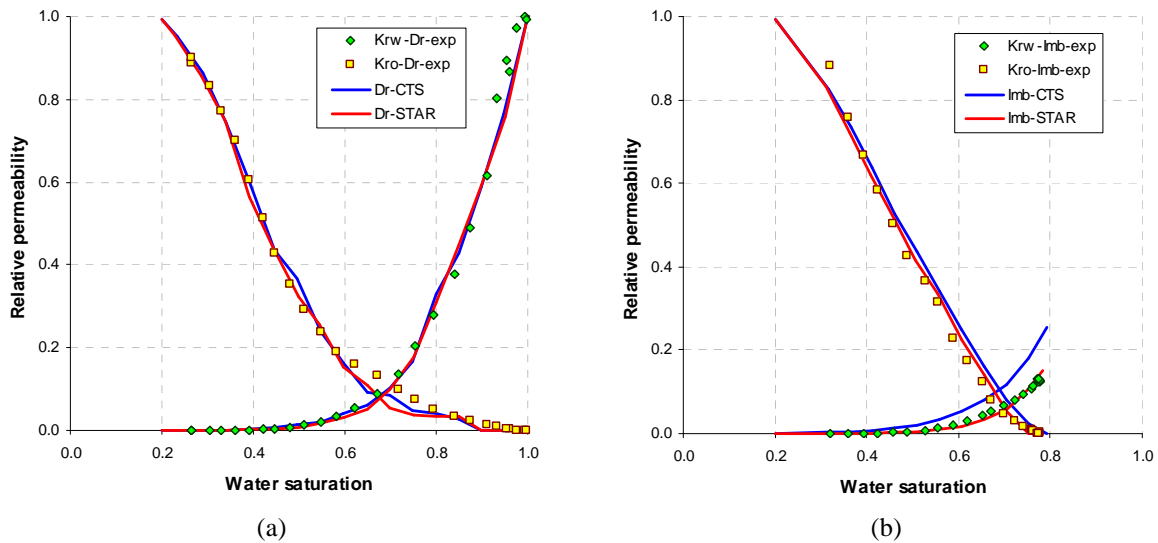 1.0
0.8
0.6
0.4
0.2
0.0
Relative permeability
0.0 0.2 0.4 0.6 0.8 1.0
Water saturation
Krw-Dr-exp
Kro-Dr-exp
Dr-CTS
Dr-STAR
(a)
1.0
0.8
0.6
0.4
0.2
0.0
Relative permeability
0.0 0.2 0.4 0.6 0.8 1.0
Water saturation
Krw-Imb-exp
Kro-Imb-exp
Imb-CTS
Imb-STAR
(b)